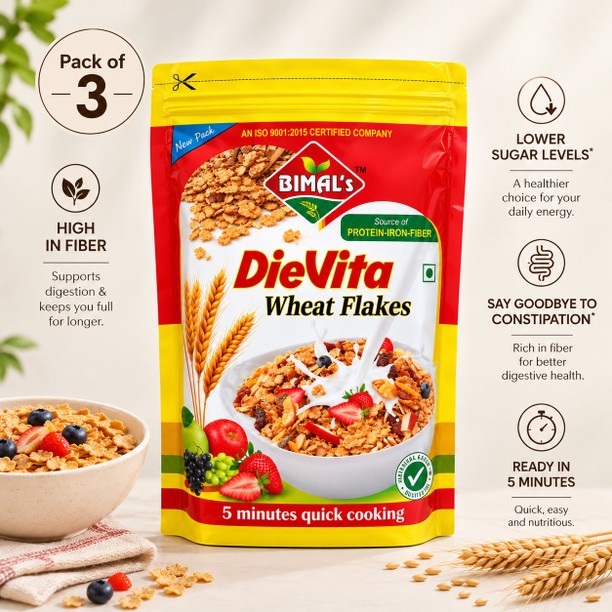 Pack of
3
HIGH
IN FIBER
Supports
digestion &
keeps you full
for longer.
New Pack
AN ISO 9001:2015 CERTIFIED COMPANY
BIMAL's™
Source of
PROTEIN-IRON-FIBER
DieVita
Wheat Flakes
5 minutes quick cooking
LOWER
SUGAR LEVELS*
A healthier
choice for your
daily energy.
SAY GOODBYE TO
CONSTIPATION*
Rich in fiber
for better
digestive health.
READY IN
5 MINUTES
Quick, easy
and nutritious.